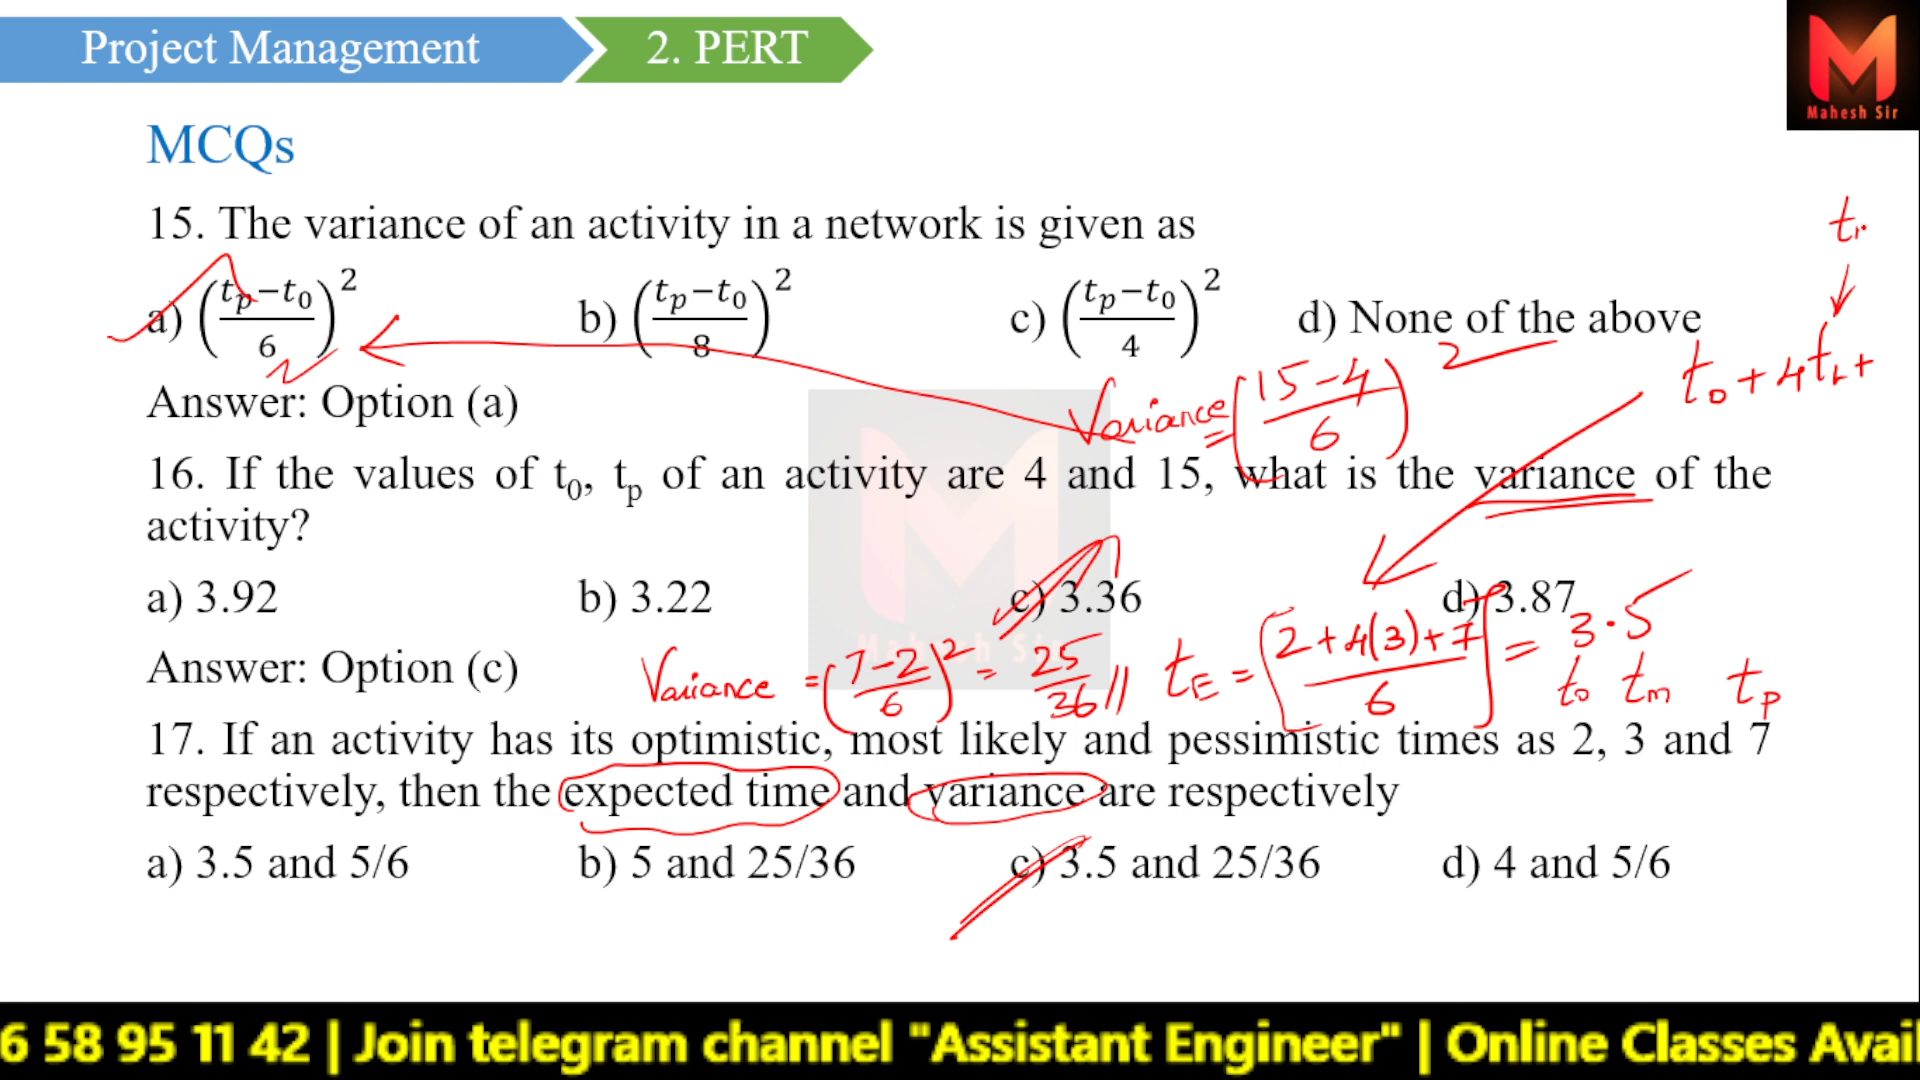 Project Management
2. PERT
Mahesh Sir
MCQs
15. The variance of an activity in a network is given as
a) ((tp−t0)/6)² b) ((tp−t0)/8)² c) ((tp−t0)/4)² d) None of the above
t0 + 4tL +
Answer: Option (a)
Variance = ((15−4)/6)²
16. If the values of t0, tp of an activity are 4 and 15, what is the variance of the
activity?
a) 3.92 b) 3.22 c) 3.36 d) 3.87
Answer: Option (c)
Variance = ((7−2)/6)² = 25/36 // tE = [(2+4(3)+7)/6] = 3.5
to tm tp
17. If an activity has its optimistic, most likely and pessimistic times as 2, 3 and 7
respectively, then the expected time and variance are respectively
a) 3.5 and 5/6 b) 5 and 25/36 c) 3.5 and 25/36 d) 4 and 5/6
6 58 95 11 42 | Join telegram channel "Assistant Engineer" | Online Classes Avail